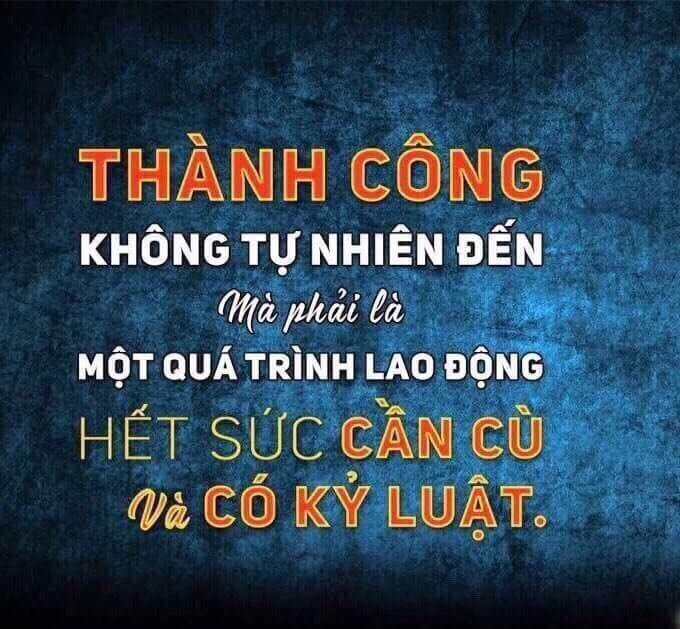 THÀNH CÔNG
KHÔNG TỰ NHIÊN ĐẾN
Mà phải là
MỘT QUÁ TRÌNH LAO ĐỘNG
HẾT SỨC CẦN CÙ
Và CÓ KỶ LUẬT.